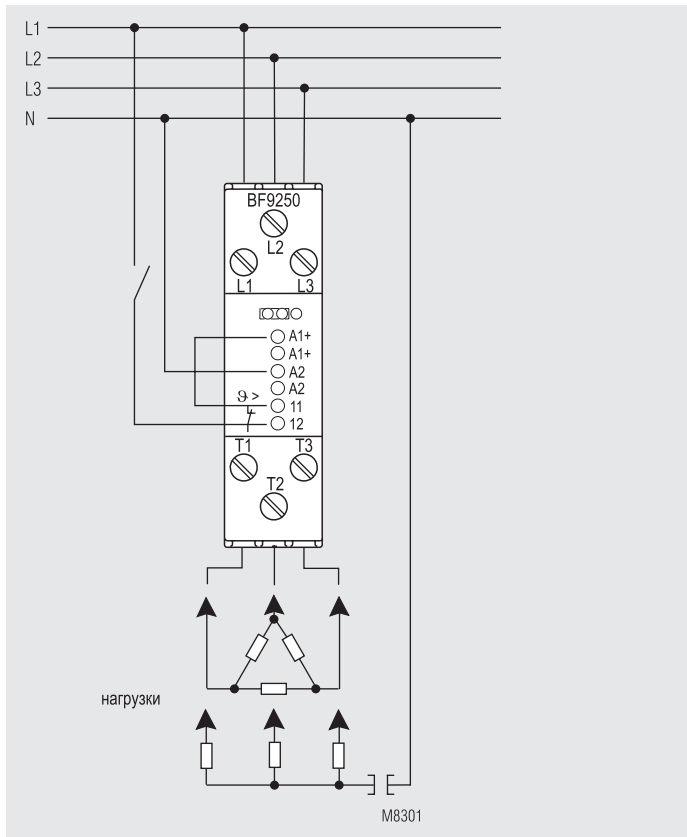 L1
L2
L3
N
BF9250
L2
L1 L3
A1+
A1+
A2
A2
ϑ > 11
12
T1 T3
T2
нагрузки
M8301